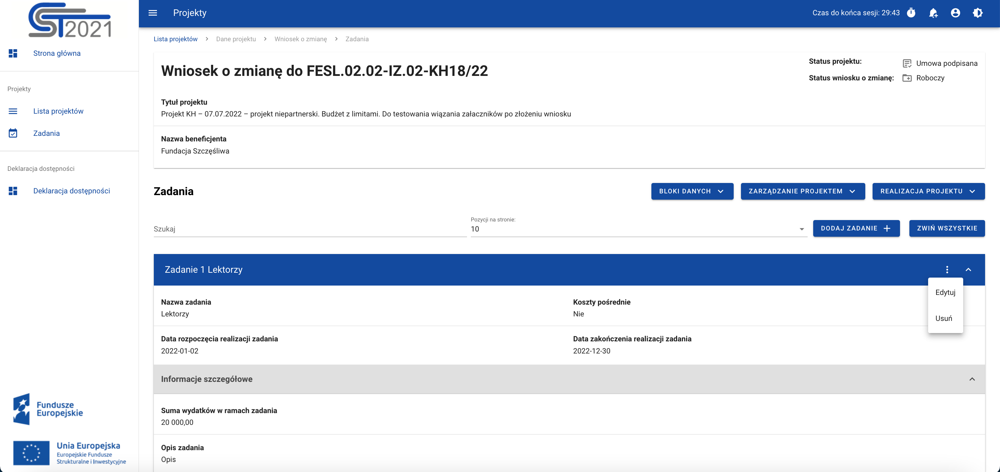 CST2021
Strona główna
Projekty
Lista projektów
Zadania
Deklaracja dostępności
Deklaracja dostępności
Fundusze
Europejskie
Unia Europejska
Europejskie Fundusze
Strukturalne i Inwestycyjne
Projekty
Czas do końca sesji: 29:43
Lista projektów > Dane projektu > Wniosek o zmianę > Zadania
Wniosek o zmianę do FESL.02.02-IZ.02-KH18/22
Status projektu: Umowa podpisana
Status wniosku o zmianę: Roboczy
Tytuł projektu
Projekt KH – 07.07.2022 – projekt niepartnerski. Budżet z limitami. Do testowania wiązania załaczników po złożeniu wniosku
Nazwa beneficjenta
Fundacja Szczęśliwa
Zadania
BLOKI DANYCH
ZARZĄDZANIE PROJEKTEM
REALIZACJA PROJEKTU
Szukaj
Pozycji na stronie:
10
DODAJ ZADANIE
ZWIŃ WSZYSTKIE
Zadanie 1 Lektorzy
Edytuj
Usuń
Nazwa zadania
Lektorzy
Koszty pośrednie
Nie
Data rozpoczęcia realizacji zadania
2022-01-02
Data zakończenia realizacji zadania
2022-12-30
Informacje szczegółowe
Suma wydatków w ramach zadania
20 000,00
Opis zadania
Opis